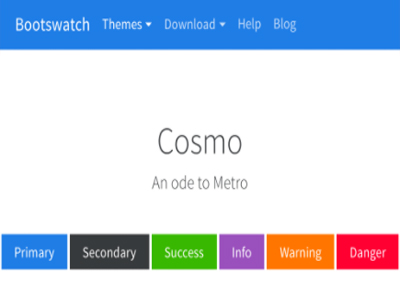 Bootswatch Themes Download Help Blog
Cosmo
An ode to Metro
Primary Secondary Success Info Warning Danger